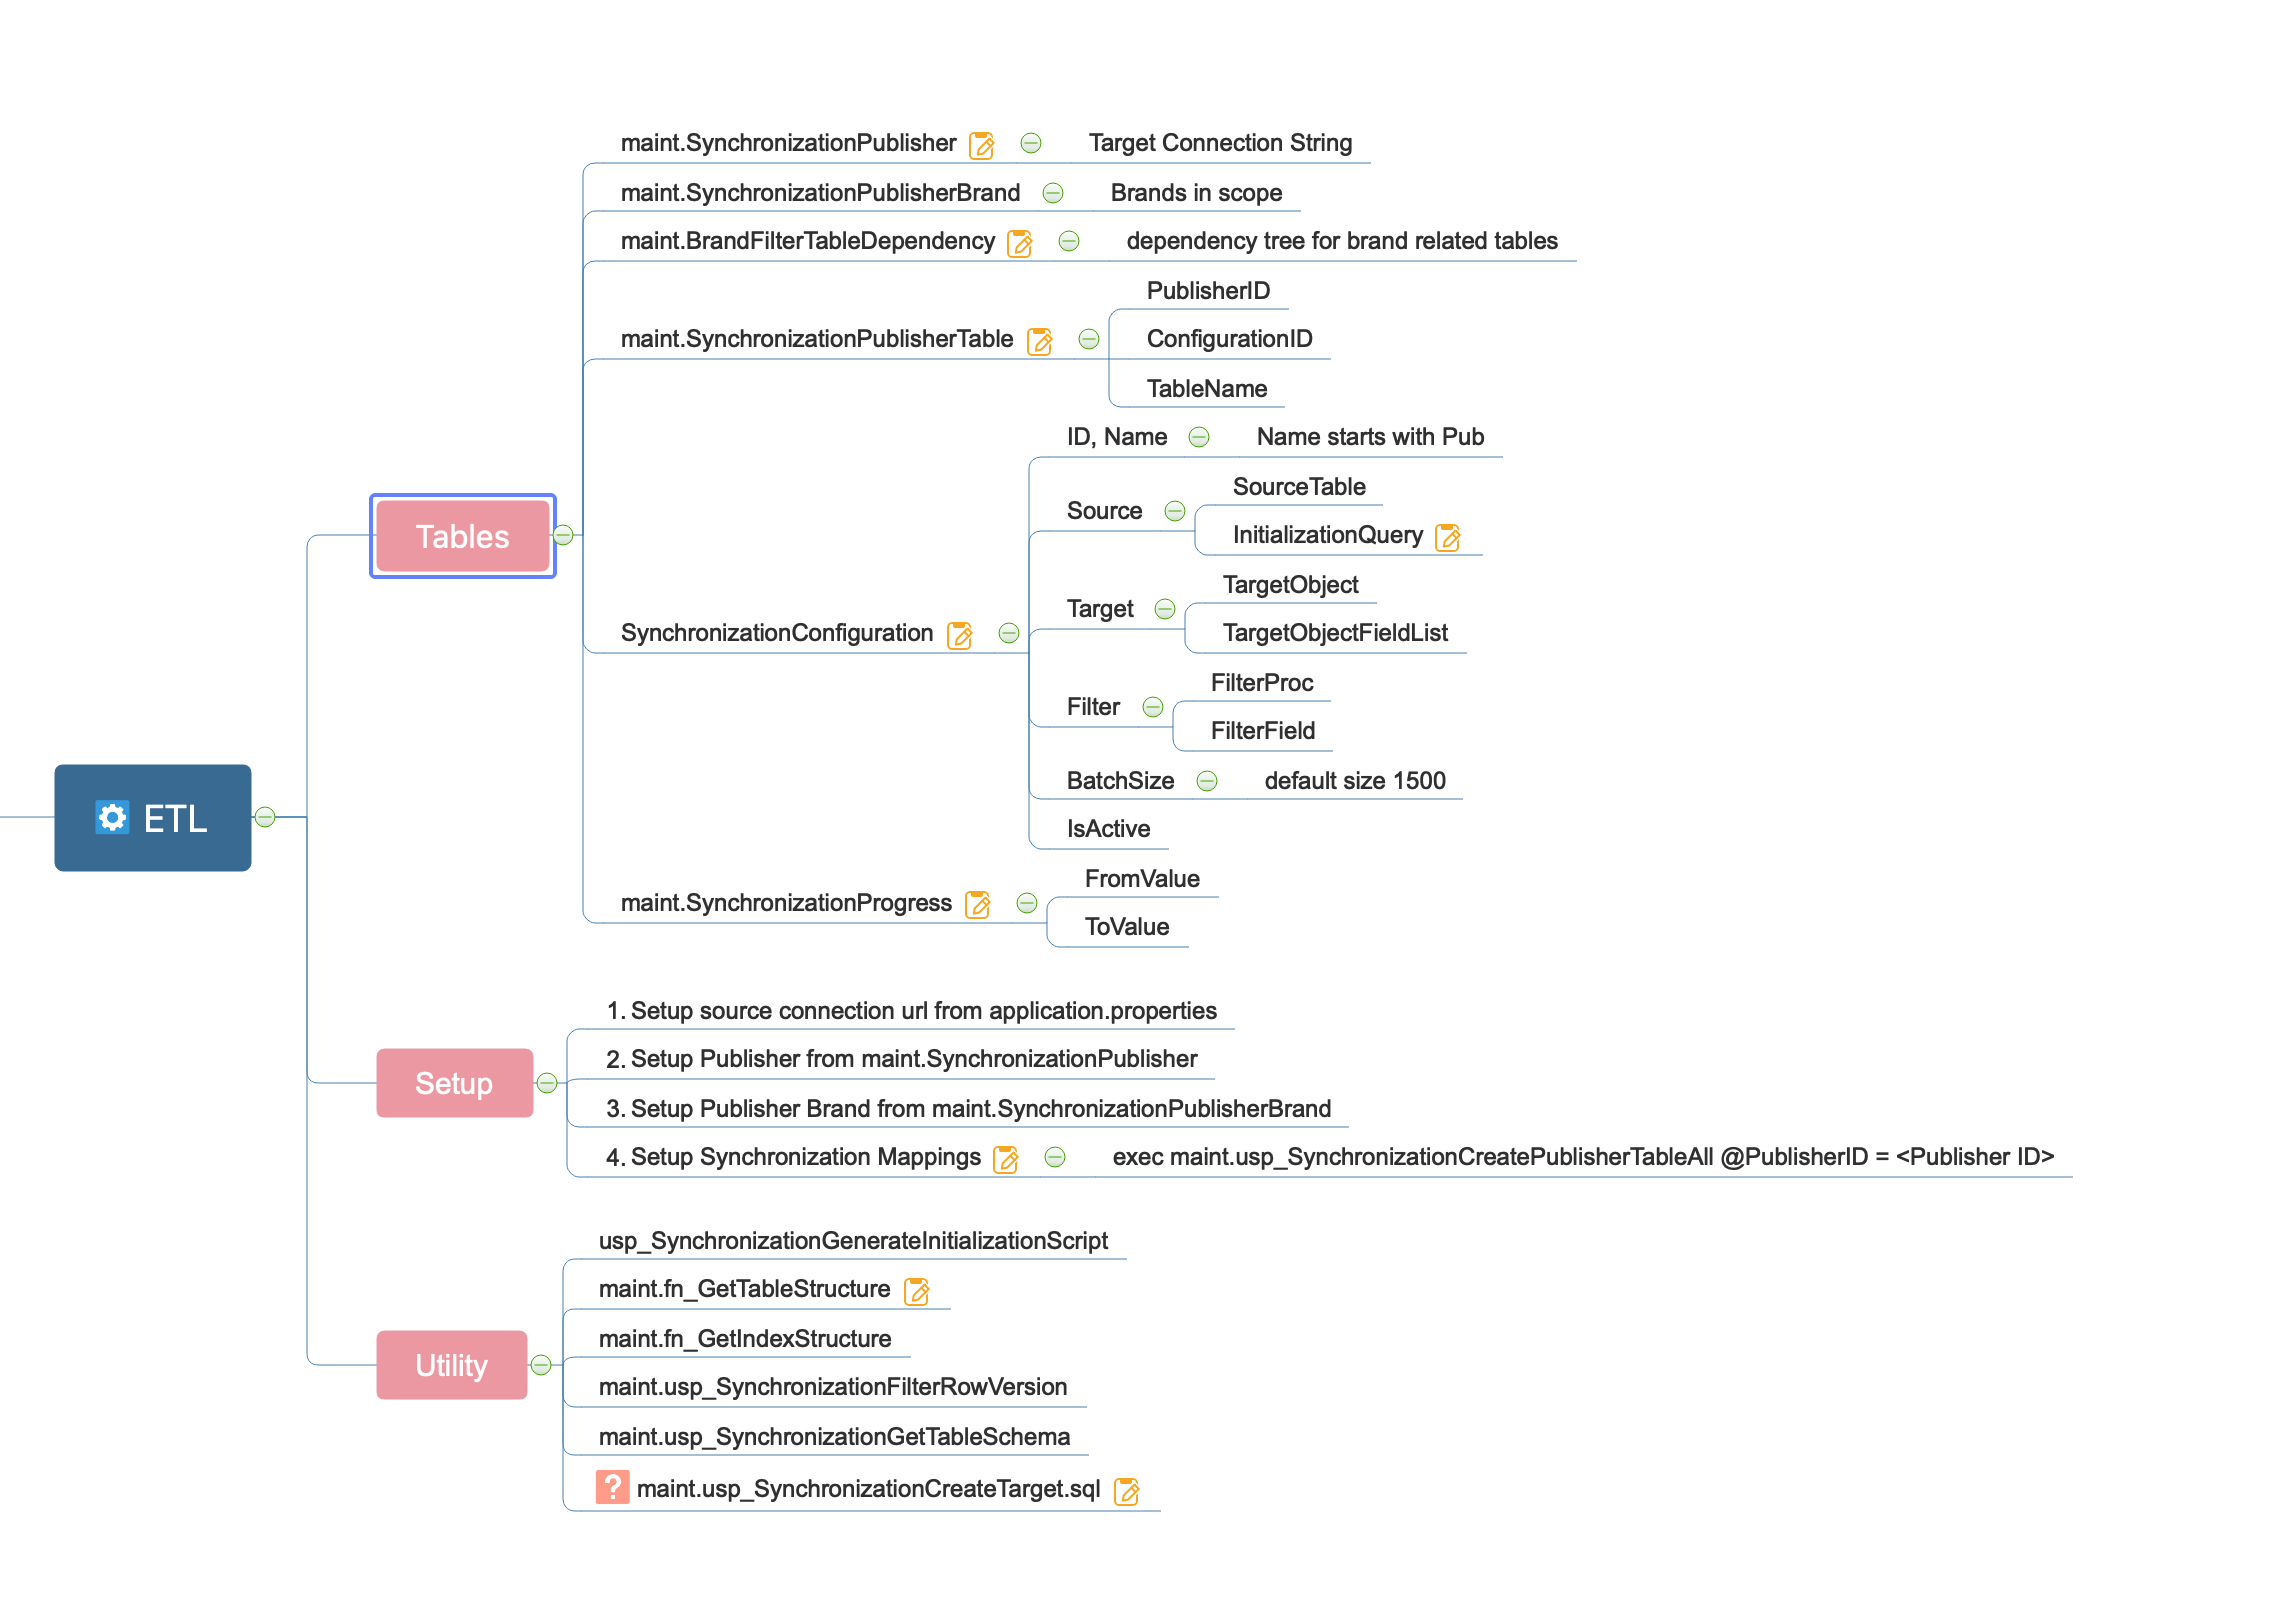 maint.SynchronizationPublisher Target Connection String
maint.SynchronizationPublisherBrand Brands in scope
maint.BrandFilterTableDependency dependency tree for brand related tables
PublisherID
maint.SynchronizationPublisherTable ConfigurationID
TableName
ID, Name Name starts with Pub
SourceTable
Source
InitializationQuery
Tables
TargetObject
Target
SynchronizationConfiguration TargetObjectFieldList
FilterProc
Filter
FilterField
BatchSize default size 1500
ETL
IsActive
FromValue
maint.SynchronizationProgress
ToValue
1. Setup source connection url from application.properties
2. Setup Publisher from maint.SynchronizationPublisher
Setup
3. Setup Publisher Brand from maint.SynchronizationPublisherBrand
4. Setup Synchronization Mappings exec maint.usp_SynchronizationCreatePublisherTableAll @PublisherID = <Publisher ID>
usp_SynchronizationGenerateInitializationScript
maint.fn_GetTableStructure
maint.fn_GetIndexStructure
Utility
maint.usp_SynchronizationFilterRowVersion
maint.usp_SynchronizationGetTableSchema
? maint.usp_SynchronizationCreateTarget.sql